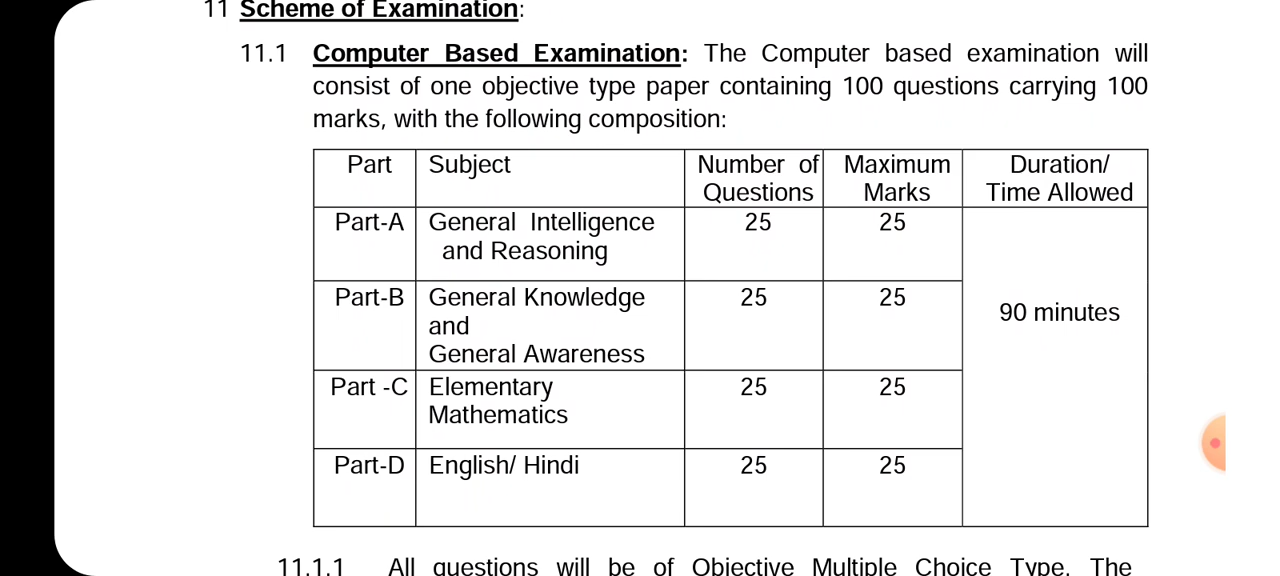 11 Scheme of Examination:
11.1 Computer Based Examination: The Computer based examination will
consist of one objective type paper containing 100 questions carrying 100
marks, with the following composition:
Part Subject Number of Questions Maximum Marks Duration/ Time Allowed
Part-A General Intelligence and Reasoning 25 25
Part-B General Knowledge and General Awareness 25 25 90 minutes
Part -C Elementary Mathematics 25 25
Part-D English/ Hindi 25 25
11.1.1 All questions will be of Objective Multiple Choice Type. The